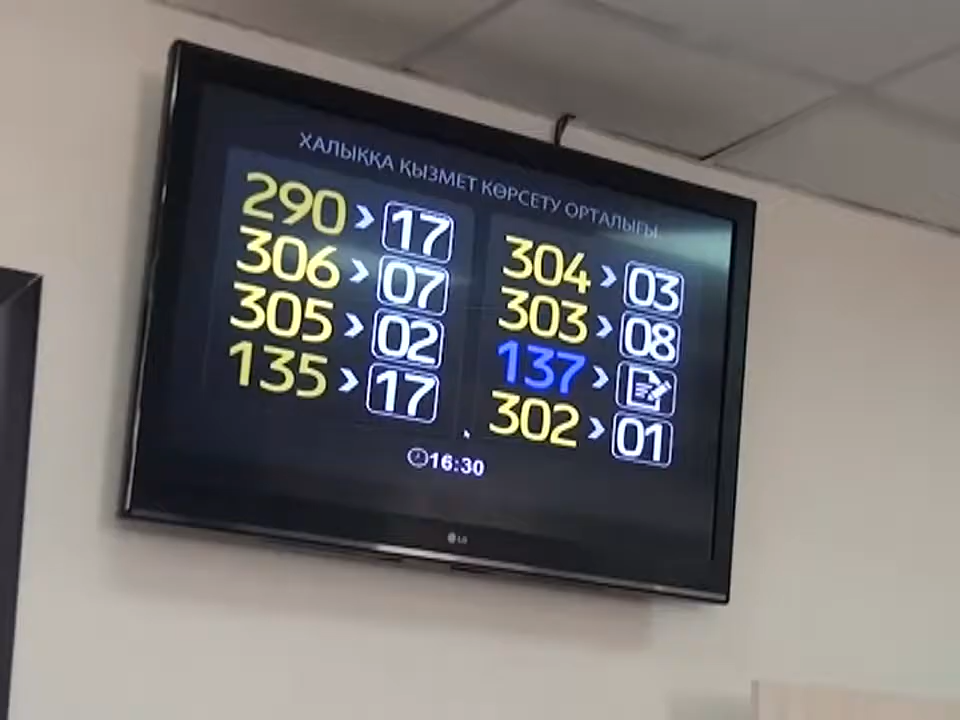 ХАЛЫҚҚА ҚЫЗМЕТ КӨРСЕТУ ОРТАЛЫҒЫ
290 > 17
306 > 07
305 > 02
135 > 17
304 > 03
303 > 08
137 >
302 > 01
16:30
LG